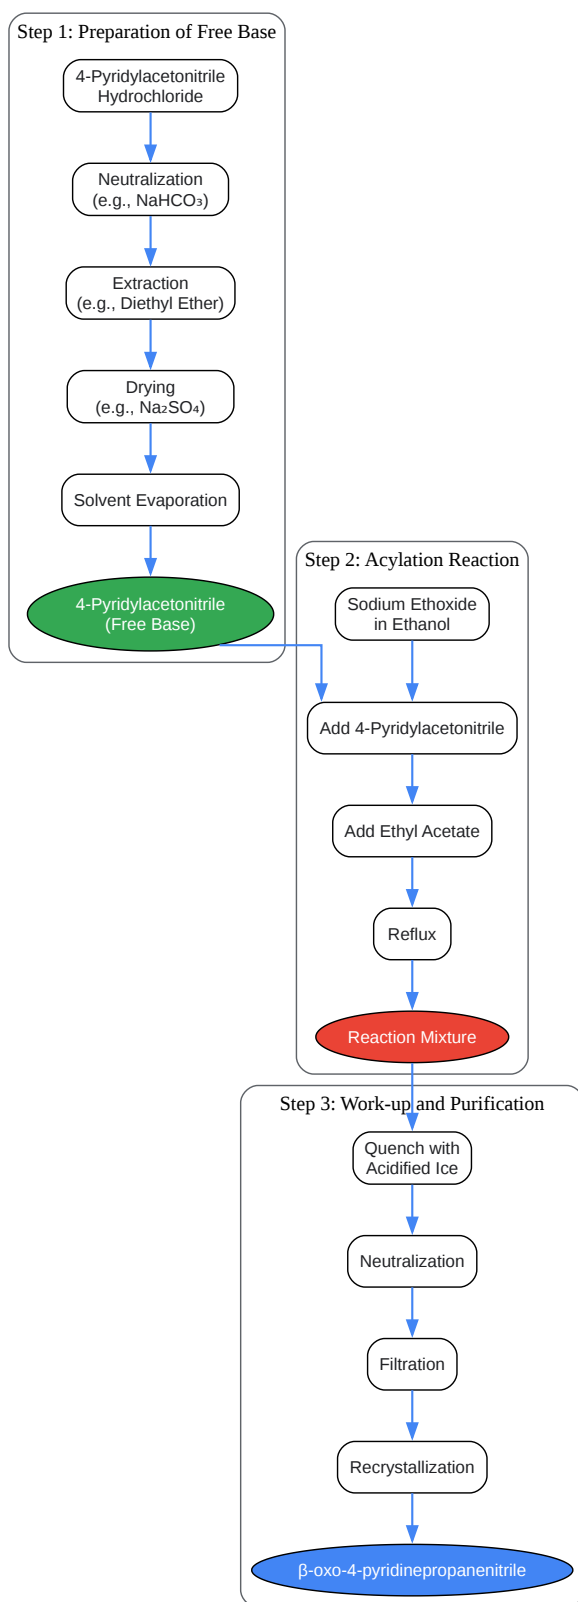 Step 1: Preparation of Free Base
4-Pyridylacetonitrile
Hydrochloride
Neutralization
(e.g., NaHCO₃)
Extraction
(e.g., Diethyl Ether)
Drying
(e.g., Na₂SO₄)
Solvent Evaporation
4-Pyridylacetonitrile
(Free Base)
Step 2: Acylation Reaction
Sodium Ethoxide
in Ethanol
Add 4-Pyridylacetonitrile
Add Ethyl Acetate
Reflux
Reaction Mixture
Step 3: Work-up and Purification
Quench with
Acidified Ice
Neutralization
Filtration
Recrystallization
β-oxo-4-pyridinepropanenitrile